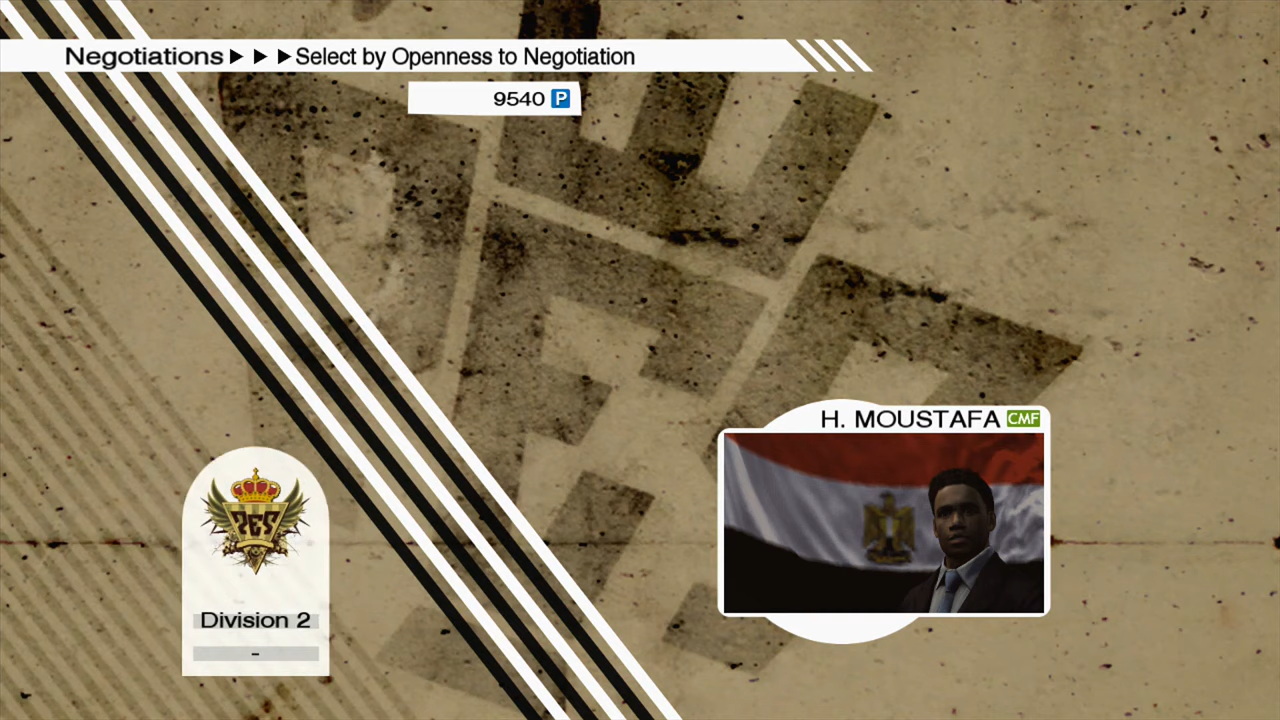 Negotiations ▶ ▶ ▶ Select by Openness to Negotiation
9540 P
H. MOUSTAFA CMF
PES
Division 2
-